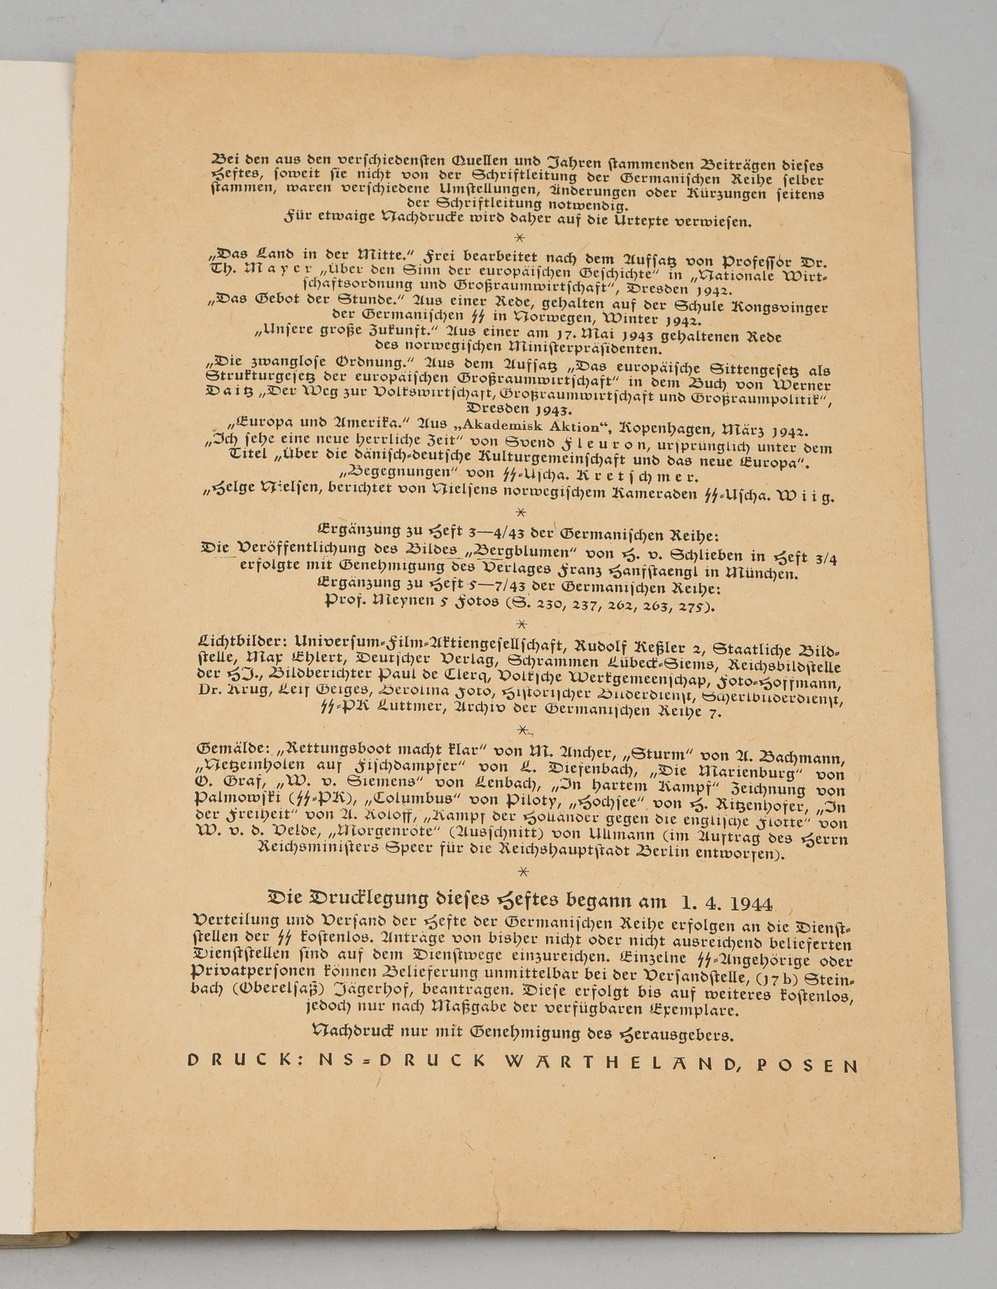 Bei den aus den verschiedensten Quellen und Jahren stammenden Beiträgen dieses
Heftes, soweit sie nicht von der Schriftleitung der Germanischen Reihe selber
stammen, waren verschiedene Umstellungen, Änderungen oder Kürzungen seitens
der Schriftleitung notwendig.
Für etwaige Nachdrucke wird daher auf die Urtexte verwiesen.
*
„Das Land in der Mitte.“ Frei bearbeitet nach dem Aufsatz von Professor Dr.
Th. Mayer „Über den Sinn der europäischen Geschichte“ in „Nationale Wirt-
schaftsordnung und Großraumwirtschaft“, Dresden 1942.
„Das Gebot der Stunde.“ Aus einer Rede, gehalten auf der Schule Kongsvinger
der Germanischen SS in Norwegen, Winter 1942.
„Unsere große Zukunft.“ Aus einer am 17. Mai 1943 gehaltenen Rede
des norwegischen Ministerpräsidenten.
„Die zwanglose Ordnung.“ Aus dem Aufsatz „Das europäische Sittengesetz als
Strukturgesetz der europäischen Großraumwirtschaft“ in dem Buch von Werner
Daitz „Der Weg zur Volkswirtschaft, Großraumwirtschaft und Großraumpolitik“,
Dresden 1943.
„Europa und Amerika.“ Aus „Akademisk Aktion“, Kopenhagen, März 1942.
„Ich sehe eine neue herrliche Zeit“ von Svend Fleuron, ursprünglich unter dem
Titel „Über die dänisch-deutsche Kulturgemeinschaft und das neue Europa“.
„Begegnungen“ von SS-Uscha. Kretschmer.
„Helge Nielsen, berichtet von Nielsens norwegischem Kameraden SS-Uscha. Wiig.
*
Ergänzung zu Heft 3—4/43 der Germanischen Reihe:
Die Veröffentlichung des Bildes „Bergblumen“ von H. v. Schlieben in Heft 3/4
erfolgte mit Genehmigung des Verlages Franz Hanfstaengl in München.
Ergänzung zu Heft 5—7/43 der Germanischen Reihe:
Prof. Meynen 5 Fotos (S. 230, 237, 262, 263, 275).
*
Lichtbilder: Universum-Film-Aktiengesellschaft, Rudolf Keßler 2, Staatliche Bild-
stelle, Max Ehlert, Deutscher Verlag, Schrammen Lübeck-Siems, Reichsbildstelle
der HJ., Bildberichter Paul de Clerq, Volksche Werkgemeenschap, Foto-Hoffmann,
Dr. Krug, Leif Geiges, Berolina Foto, Historischer Bilderdienst, Scherlbilderdienst,
SS-PK Luttmer, Archiv der Germanischen Reihe 7.
*
Gemälde: „Rettungsboot macht klar“ von M. Ancher, „Sturm“ von A. Bachmann,
„Netzeinholen auf Fischdampfer“ von L. Diefenbach, „Die Marienburg“ von
O. Graf, „W. v. Siemens“ von Lenbach, „In hartem Kampf“ Zeichnung von
Palmowski (SS-PK), „Columbus“ von Piloty, „Hochsee“ von H. Ritzenhofer, „In
der Freiheit“ von A. Roloff, „Kampf der Holländer gegen die englische Flotte“ von
W. v. d. Velde, „Morgenröte“ (Ausschnitt) von Ullmann (im Auftrag des Herrn
Reichsministers Speer für die Reichshauptstadt Berlin entworfen).
*
Die Drucklegung dieses Heftes begann am 1. 4. 1944
Verteilung und Versand der Hefte der Germanischen Reihe erfolgen an die Dienst-
stellen der SS kostenlos. Anträge von bisher nicht oder nicht ausreichend belieferten
Dienststellen sind auf dem Dienstwege einzureichen. Einzelne SS-Angehörige oder
Privatpersonen können Belieferung unmittelbar bei der Versandstelle, (17b) Stein-
bach (Oberelsaß) Jägerhof, beantragen. Diese erfolgt bis auf weiteres kostenlos,
jedoch nur nach Maßgabe der verfügbaren Exemplare.
Nachdruck nur mit Genehmigung des Herausgebers.
DRUCK: NS-DRUCK WARTHELAND, POSEN